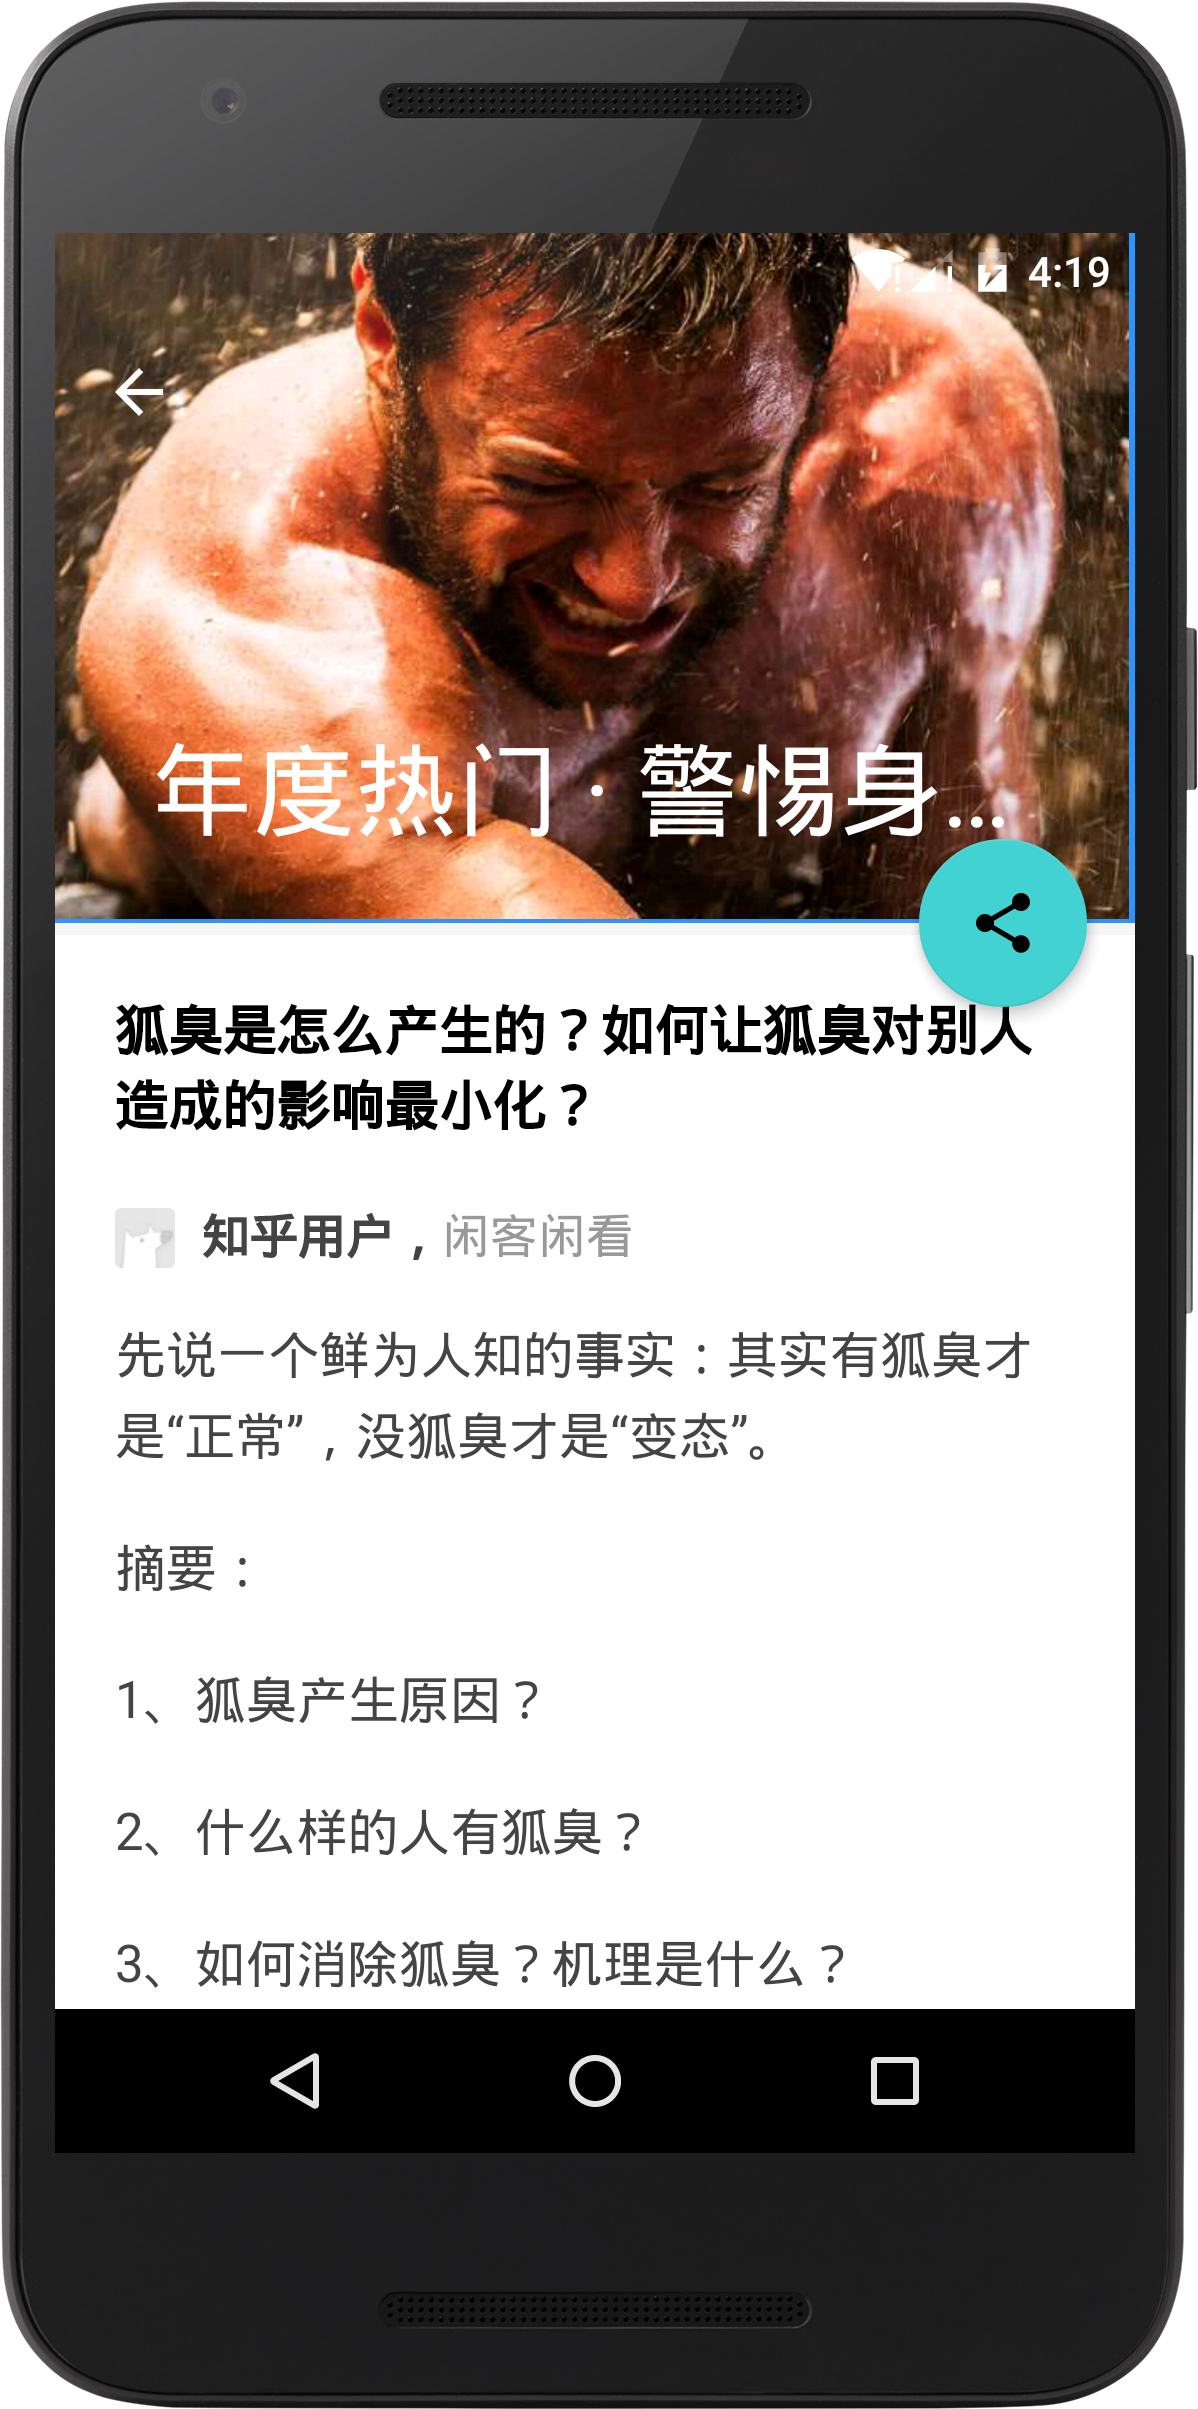 4:19
年度热门 · 警惕身...
狐臭是怎么产生的？如何让狐臭对别人
造成的影响最小化？
知乎用户，闲客闲看
先说一个鲜为人知的事实：其实有狐臭才
是“正常”，没狐臭才是“变态”。
摘要：
1、狐臭产生原因？
2、什么样的人有狐臭？
3、如何消除狐臭？机理是什么？